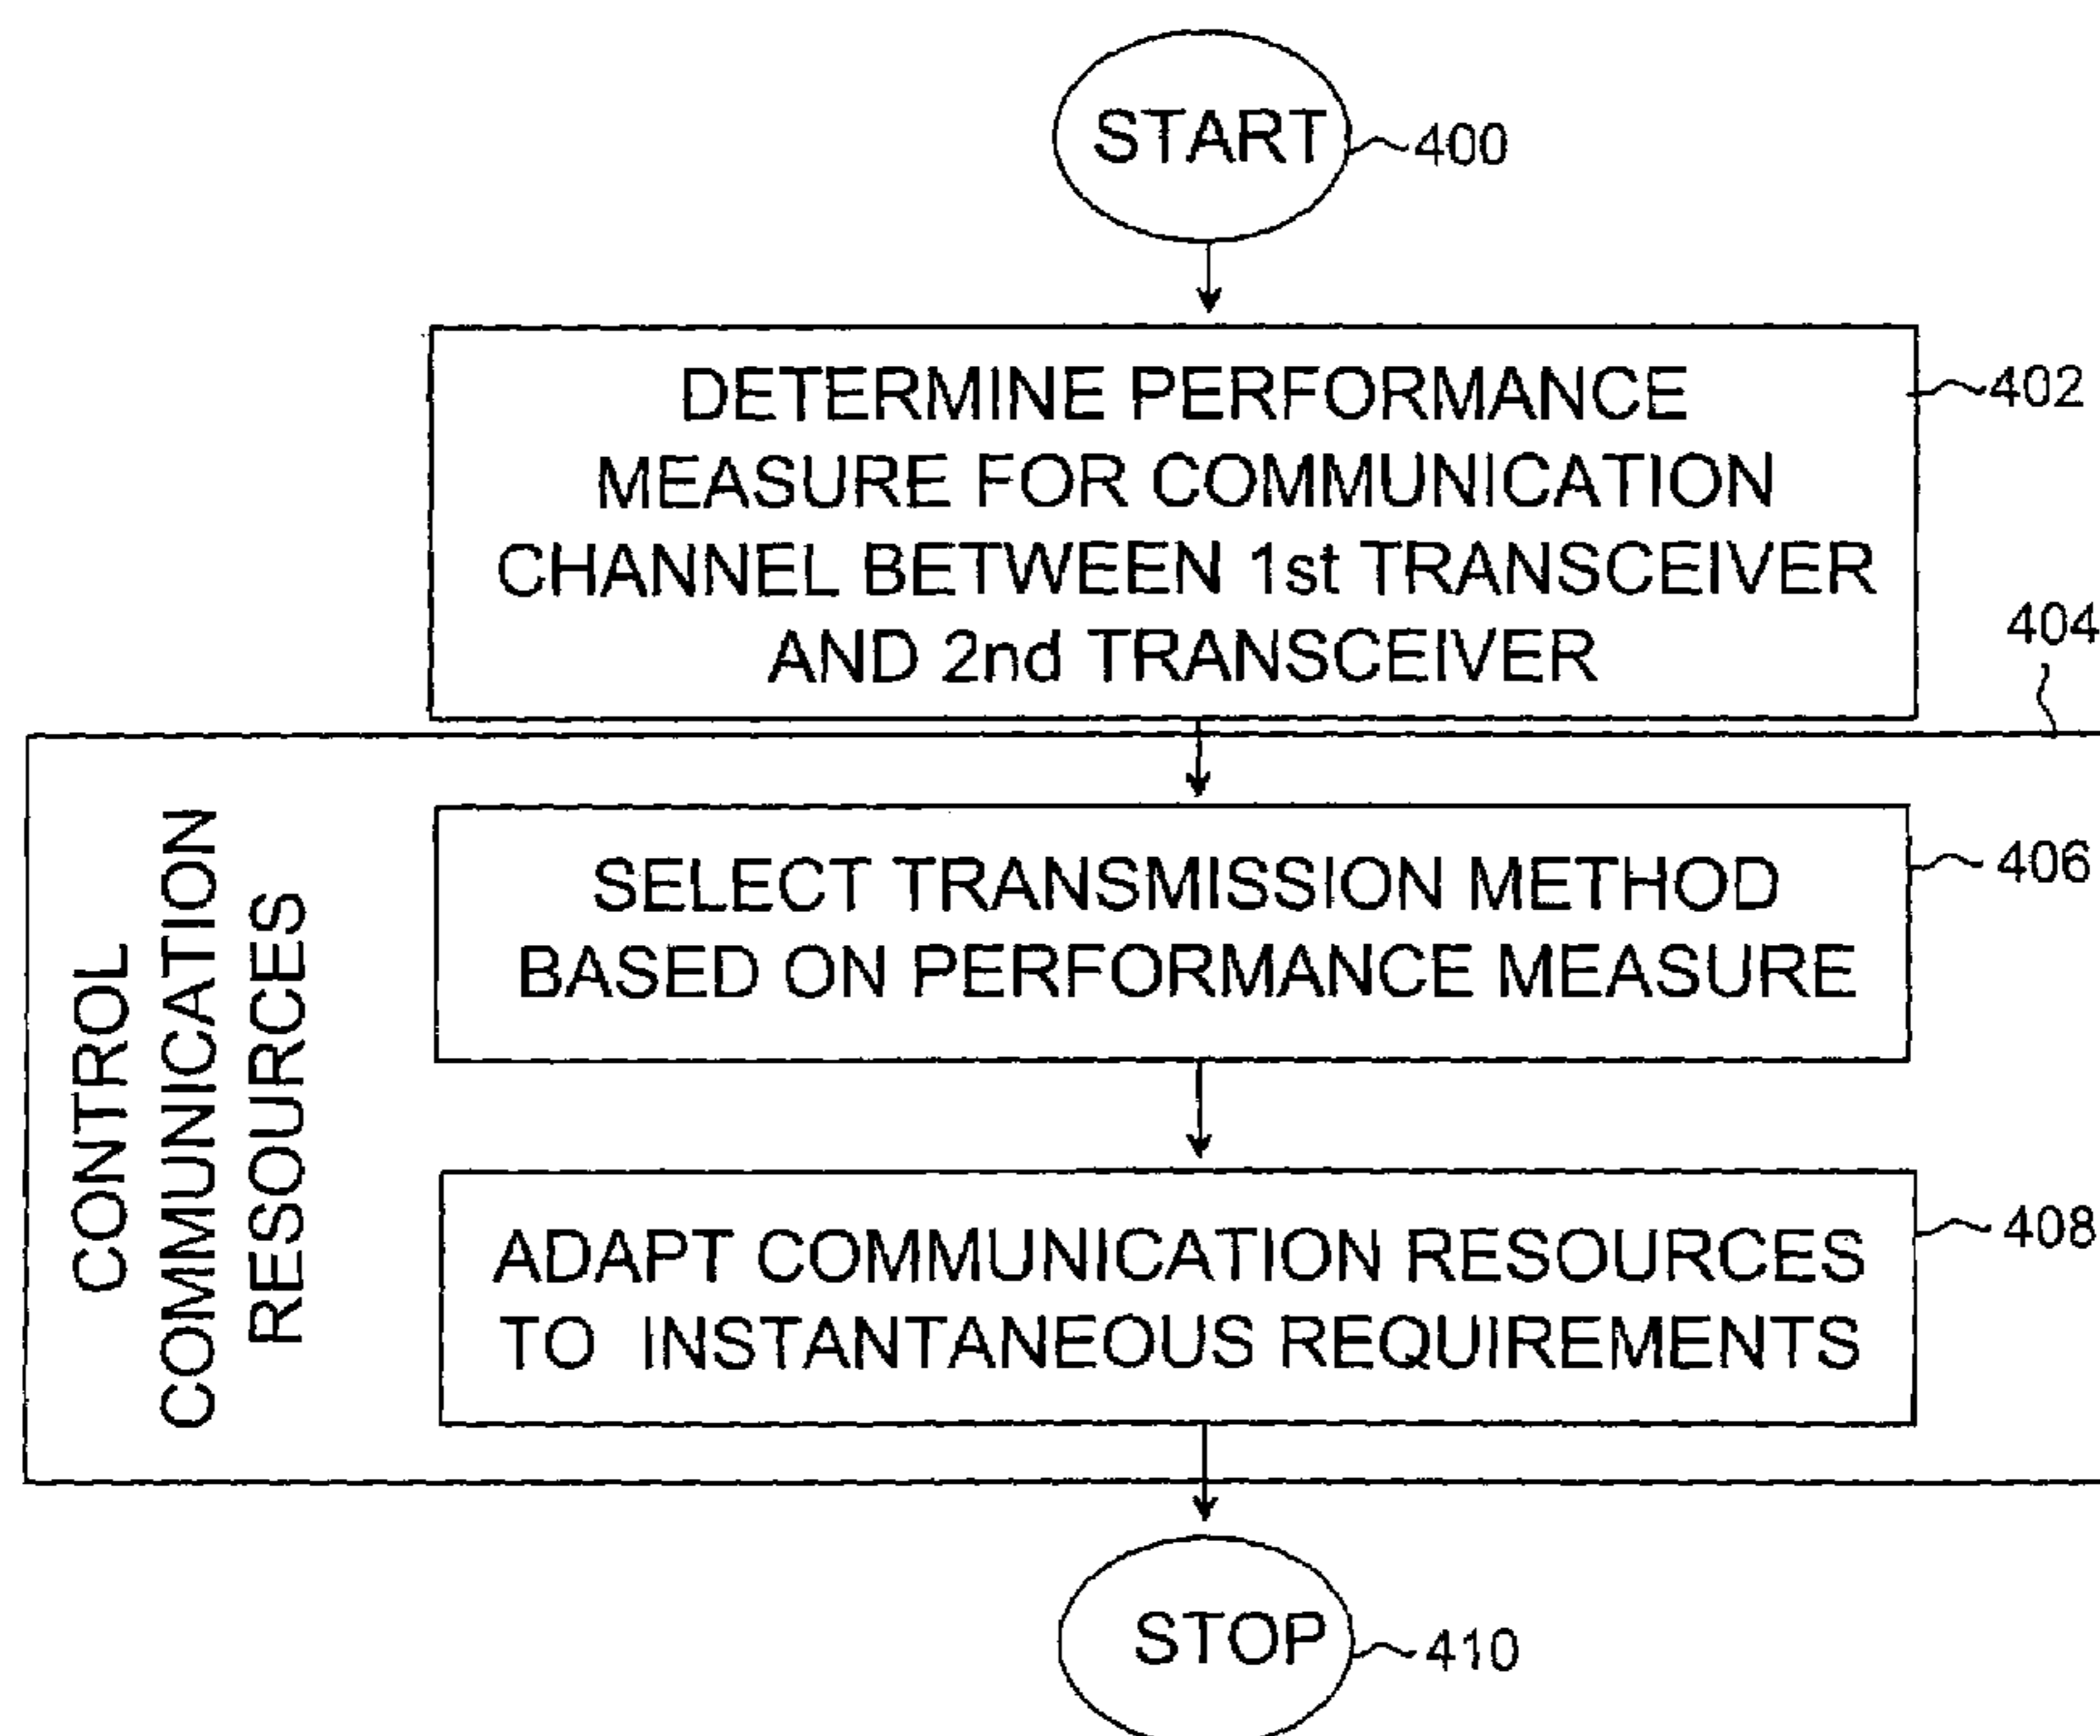 START
400
DETERMINE PERFORMANCE
MEASURE FOR COMMUNICATION
CHANNEL BETWEEN 1st TRANSCEIVER
AND 2nd TRANSCEIVER
402
404
CONTROL
COMMUNICATION
RESOURCES
SELECT TRANSMISSION METHOD
BASED ON PERFORMANCE MEASURE
406
ADAPT COMMUNICATION RESOURCES
TO INSTANTANEOUS REQUIREMENTS
408
STOP
410